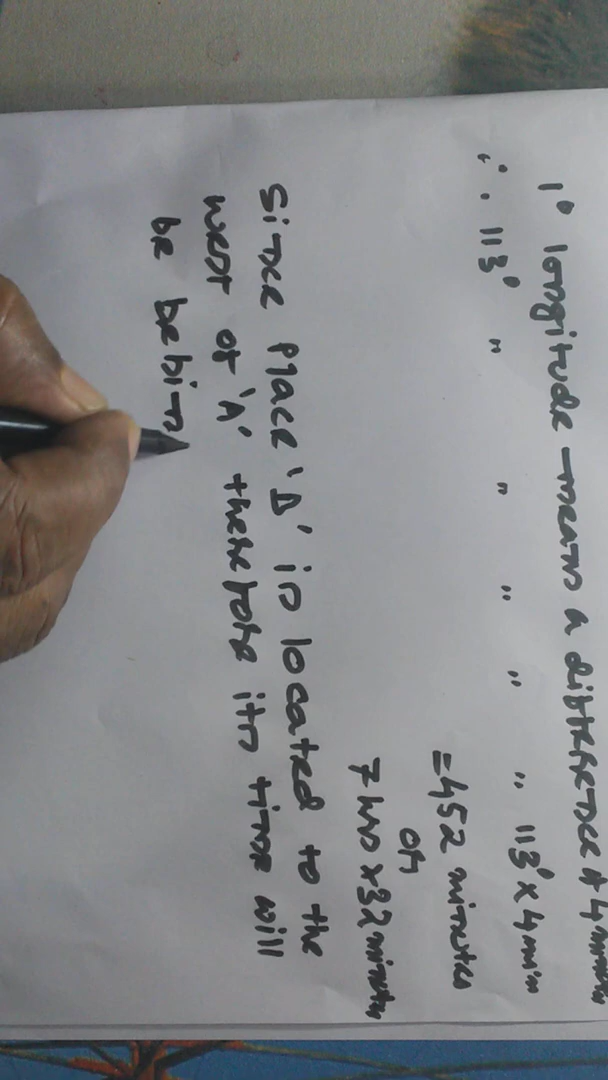 1° longitude means a difference of 4 minutes
∴ 113° " " " " " 113° x 4 min
= 452 minutes
or
7 hrs x 32 minutes
Since place 'B' is located to the
west of 'A' therefore its time will
be behin